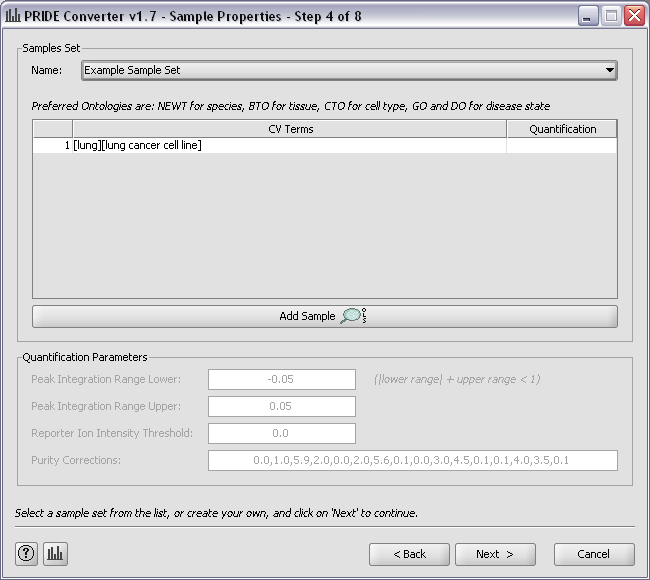 PRIDE Converter v1.7 - Sample Properties - Step 4 of 8
Samples Set
Name: Example Sample Set
Preferred Ontologies are: NEWT for species, BTO for tissue, CTO for cell type, GO and DO for disease state
CV Terms Quantification
1 [lung][lung cancer cell line]
Add Sample OLS
Quantification Parameters
Peak Integration Range Lower: -0.05 (|lower range| + upper range < 1)
Peak Integration Range Upper: 0.05
Reporter Ion Intensity Threshold: 0.0
Purity Corrections: 0.0,1.0,5.9,2.0,0.0,2.0,5.6,0.1,0.0,3.0,4.5,0.1,0.1,4.0,3.5,0.1
Select a sample set from the list, or create your own, and click on 'Next' to continue.
? < Back Next > Cancel